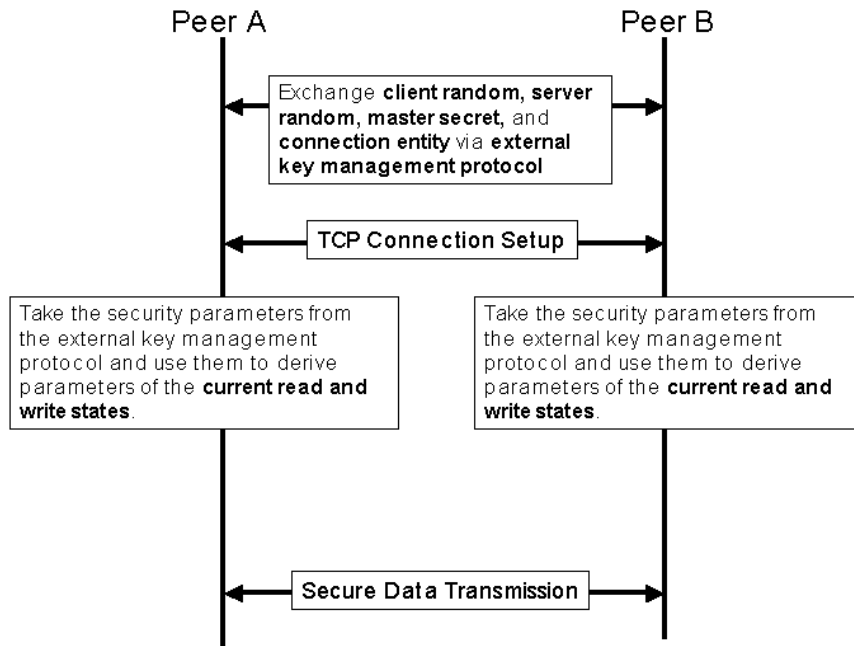 Peer A
Peer B
Exchange client random, server
random, master secret, and
connection entity via external
key management protocol
TCP Connection Setup
Take the security parameters from
the external key management
protocol and use them to derive
parameters of the current read and
write states.
Take the security parameters from
the external key management
protocol and use them to derive
parameters of the current read and
write states.
Secure Data Transmission